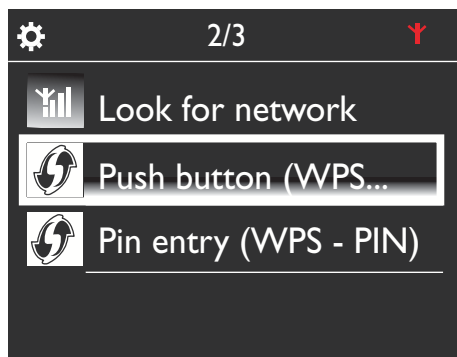 2/3
Look for network
Push button (WPS...
Pin entry (WPS - PIN)